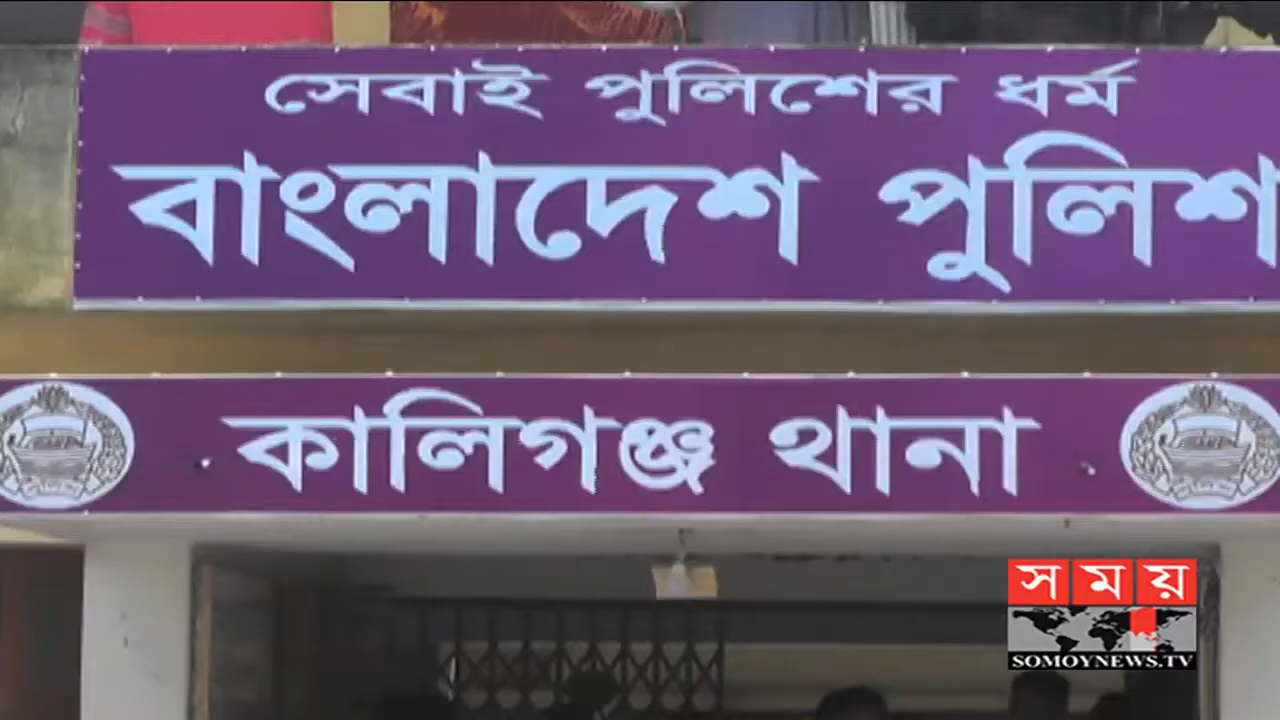 সেবাই পুলিশের ধর্ম
বাংলাদেশ পুলিশ
কালিগঞ্জ থানা
সময়
SOMOYNEWS.TV